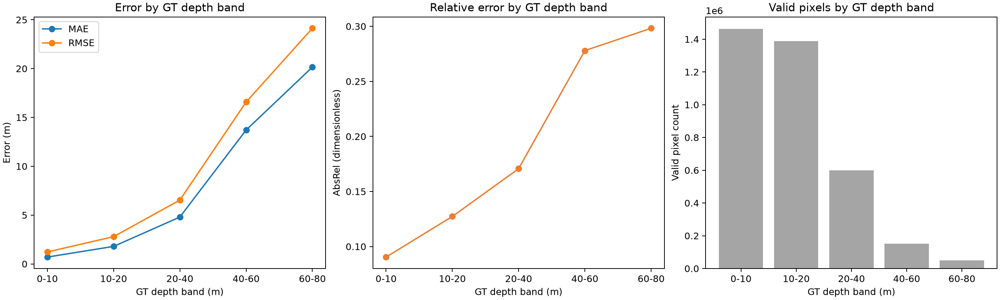 Error by GT depth band
25
20
15
10
5
0
Error (m)
MAE
RMSE
0-10 10-20 20-40 40-60 60-80
GT depth band (m)
Relative error by GT depth band
0.30
0.25
0.20
0.15
0.10
AbsRel (dimensionless)
0-10 10-20 20-40 40-60 60-80
GT depth band (m)
Valid pixels by GT depth band
1e6
1.4
1.2
1.0
0.8
0.6
0.4
0.2
0.0
Valid pixel count
0-10 10-20 20-40 40-60 60-80
GT depth band (m)